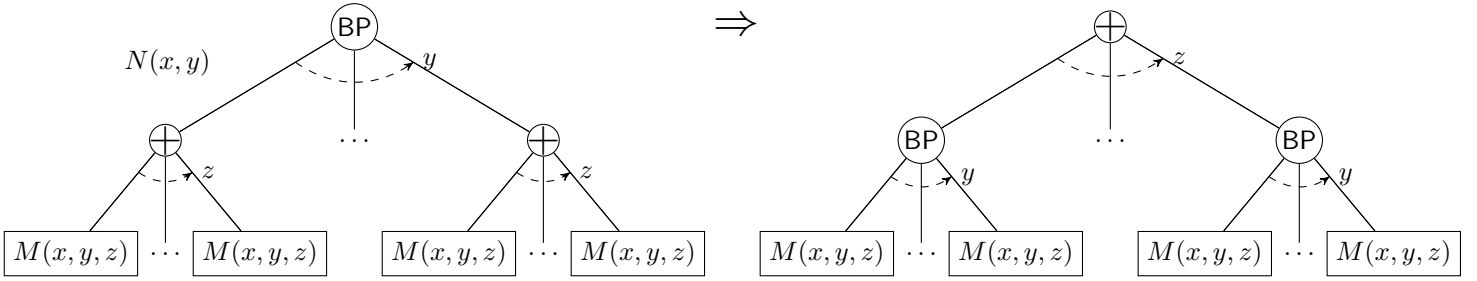 BP ⇒ ⊕
N(x, y) y z
⊕ ⋯ ⊕ BP ⋯ BP
z z y y
M(x, y, z) ⋯ M(x, y, z) M(x, y, z) ⋯ M(x, y, z) M(x, y, z) ⋯ M(x, y, z) M(x, y, z) ⋯ M(x, y, z)